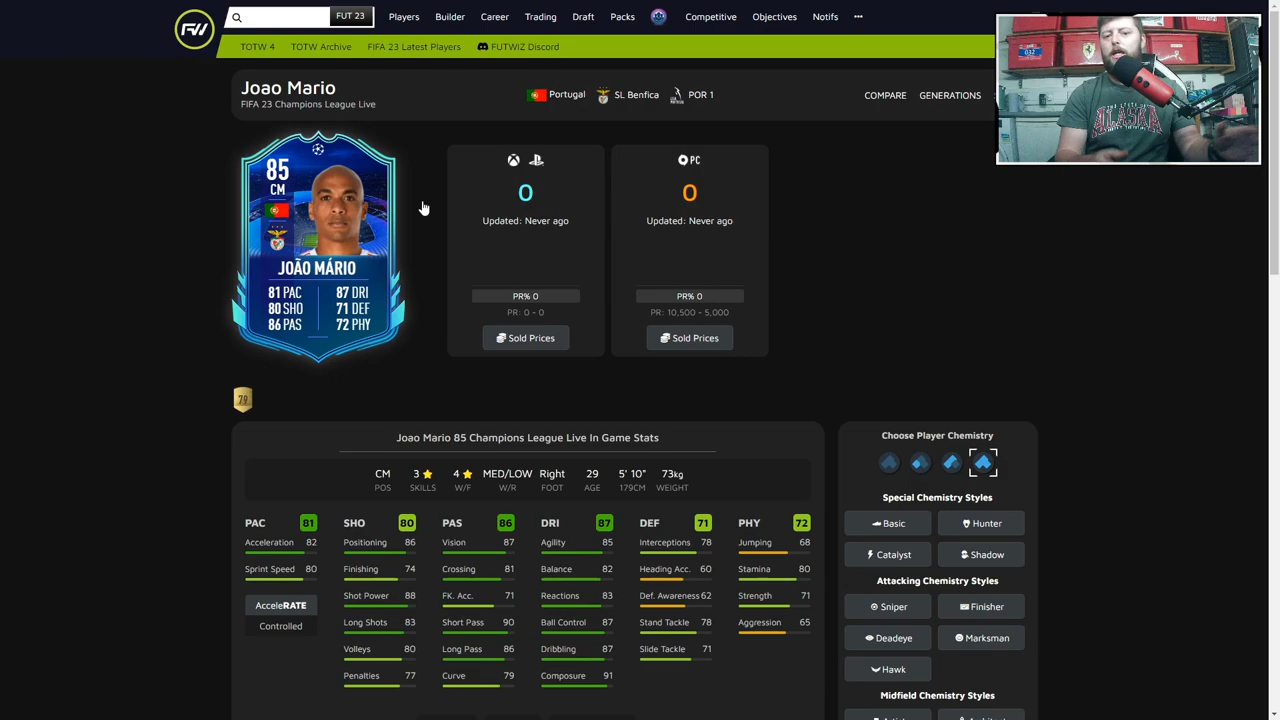 FUT 23
Players
Builder
Career
Trading
Draft
Packs
Competitive
Objectives
Notifs
FW
TOTW 4
TOTW Archive
FIFA 23 Latest Players
FUTWIZ Discord
Joao Mario
FIFA 23 Champions League Live
Portugal
SL Benfica
POR 1
COMPARE
GENERATIONS
ALASKA
85
CM
JOÃO MÁRIO
81 PAC
87 DRI
80 SHO
71 DEF
86 PAS
72 PHY
0
Updated: Never ago
PR% 0
PR: 0 - 0
Sold Prices
PC
0
Updated: Never ago
PR% 0
PR: 10,500 - 5,000
Sold Prices
79
Joao Mario 85 Champions League Live In Game Stats
CM
POS
3
SKILLS
4
W/F
MED/LOW
W/R
Right
FOOT
29
AGE
5' 10"
179CM
73kg
WEIGHT
PAC 81
Acceleration 82
Sprint Speed 80
AcceleRATE
Controlled
SHO 80
Positioning 86
Finishing 74
Shot Power 88
Long Shots 83
Volleys 80
Penalties 77
PAS 86
Vision 87
Crossing 81
FK. Acc. 71
Short Pass 90
Long Pass 86
Curve 79
DRI 87
Agility 85
Balance 82
Reactions 83
Ball Control 87
Dribbling 87
Composure 91
DEF 71
Interceptions 78
Heading Acc. 60
Def. Awareness 62
Stand Tackle 78
Slide Tackle 71
PHY 72
Jumping 68
Stamina 80
Strength 71
Aggression 65
Choose Player Chemistry
Special Chemistry Styles
Basic
Hunter
Catalyst
Shadow
Attacking Chemistry Styles
Sniper
Finisher
Deadeye
Marksman
Hawk
Midfield Chemistry Styles